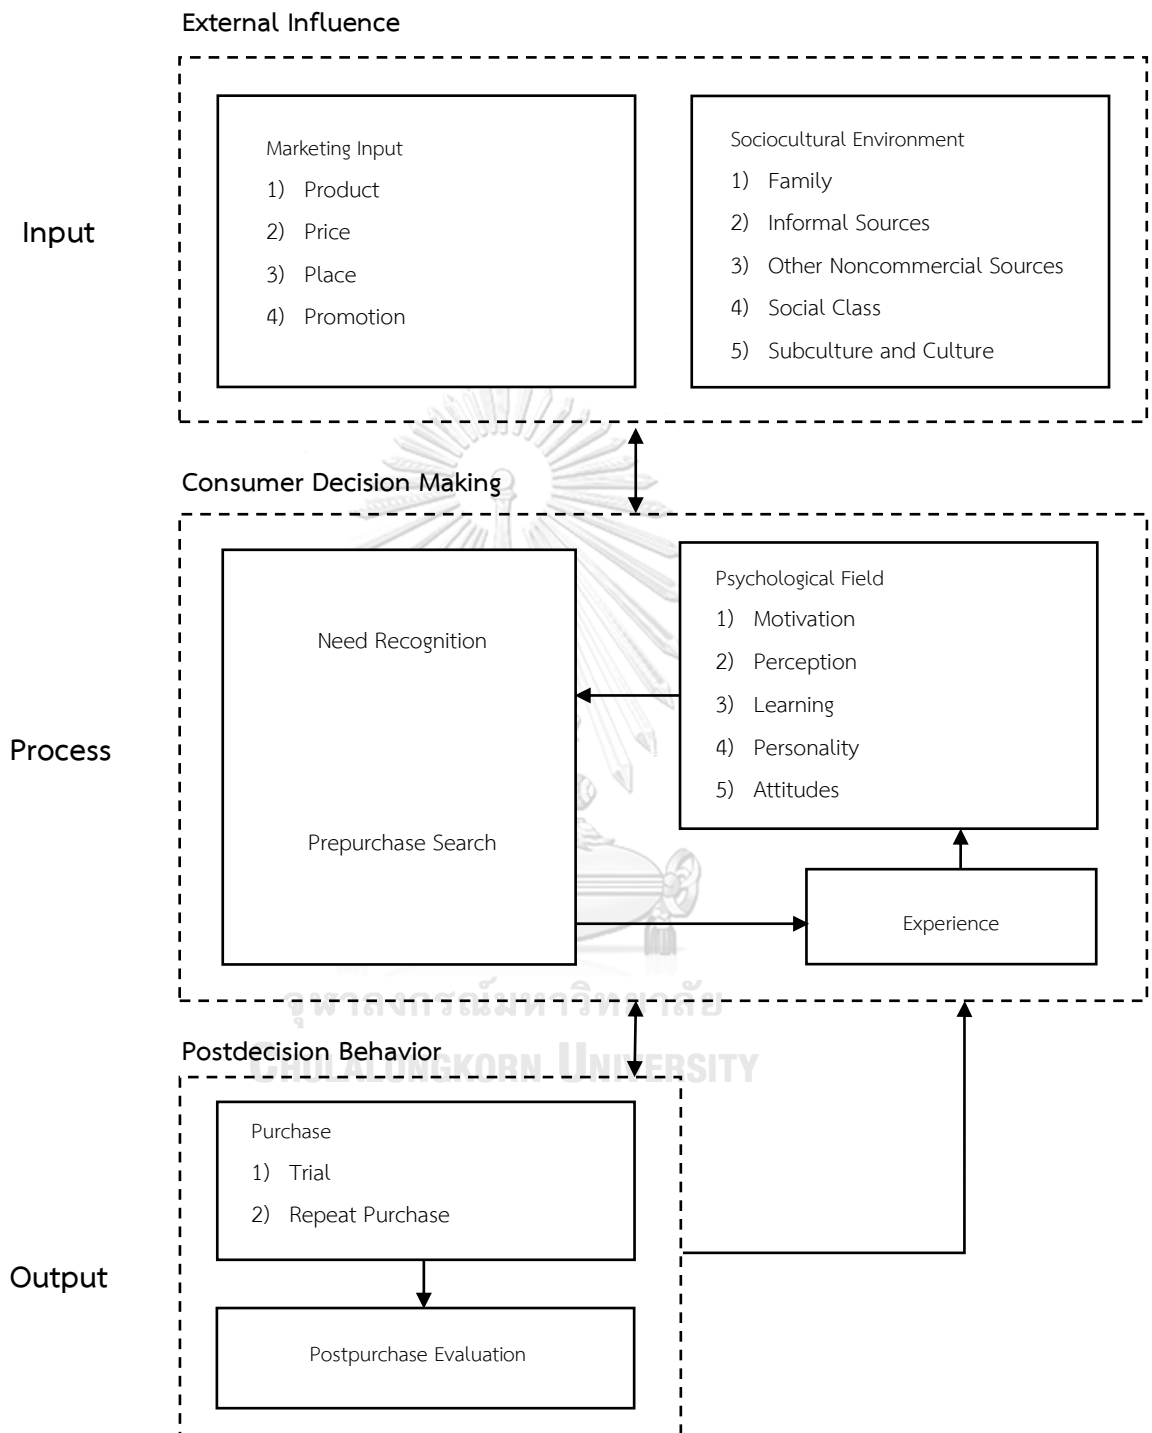 External Influence
Input
Marketing Input
1) Product
2) Price
3) Place
4) Promotion
Sociocultural Environment
1) Family
2) Informal Sources
3) Other Noncommercial Sources
4) Social Class
5) Subculture and Culture
Consumer Decision Making
Process
Need Recognition
Prepurchase Search
Psychological Field
1) Motivation
2) Perception
3) Learning
4) Personality
5) Attitudes
Experience
จุฬาลงกรณ์มหาวิทยาลัย
CHULALONGKORN UNIVERSITY
Postdecision Behavior
Output
Purchase
1) Trial
2) Repeat Purchase
Postpurchase Evaluation